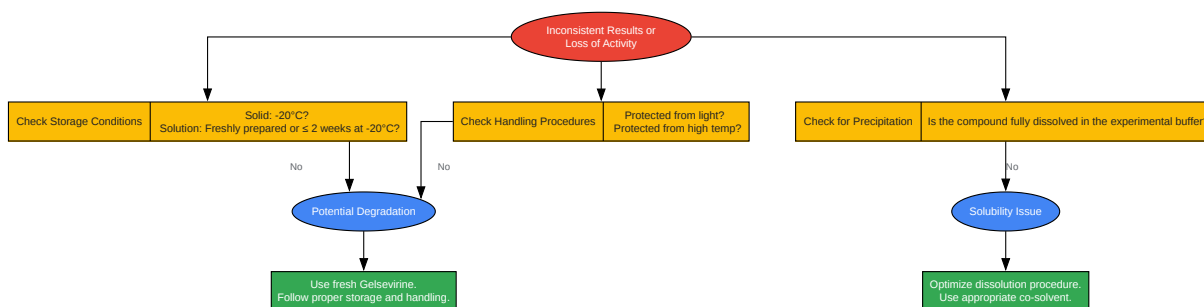 Inconsistent Results or
Loss of Activity
Check Storage Conditions
Solid: -20°C?
Solution: Freshly prepared or ≤ 2 weeks at -20°C?
Check Handling Procedures
Protected from light?
Protected from high temp?
Check for Precipitation
Is the compound fully dissolved in the experimental buffer
No
No
No
Potential Degradation
Solubility Issue
Use fresh Gelsevirine.
Follow proper storage and handling.
Optimize dissolution procedure.
Use appropriate co-solvent.